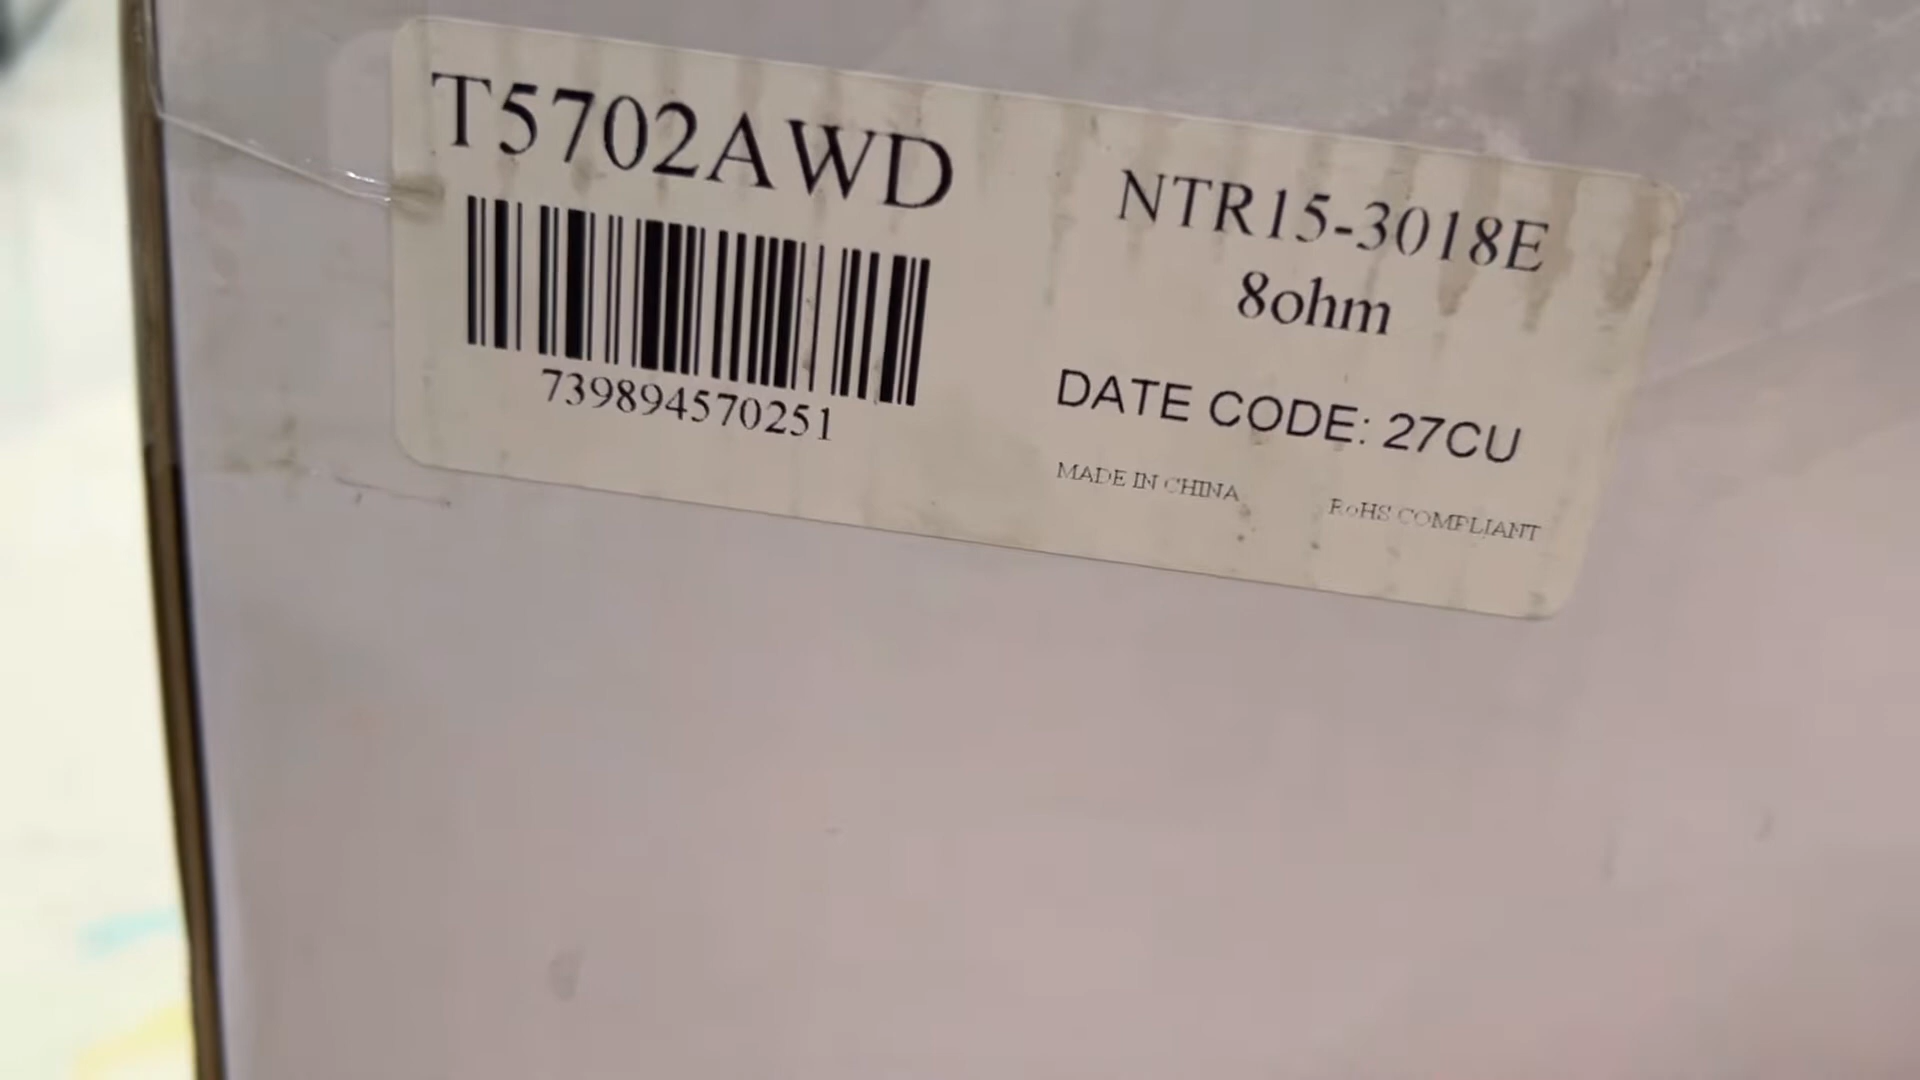 T5702AWD
739894570251
NTR15-3018E
8ohm
DATE CODE: 27CU
MADE IN CHINA
RoHS COMPLIANT